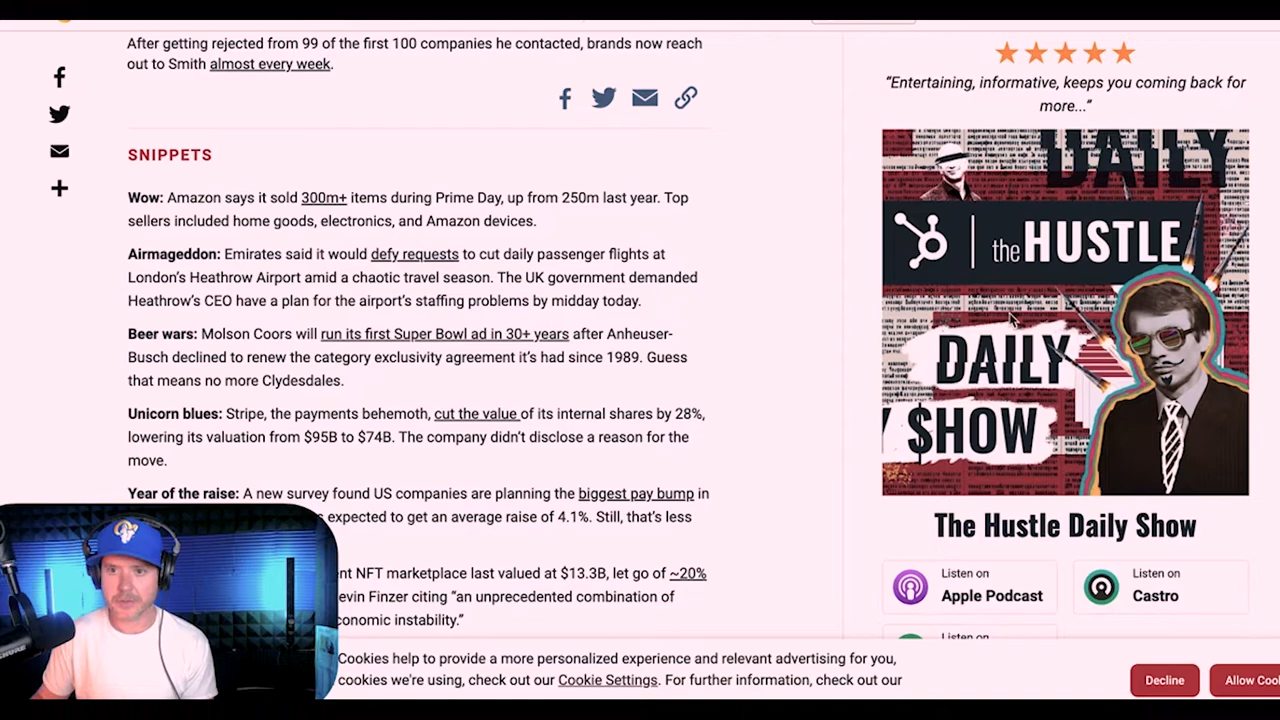 After getting rejected from 99 of the first 100 companies he contacted, brands now reach
out to Smith almost every week.
SNIPPETS
Wow: Amazon says it sold 300m+ items during Prime Day, up from 250m last year. Top
sellers included home goods, electronics, and Amazon devices.
Airmageddon: Emirates said it would defy requests to cut daily passenger flights at
London's Heathrow Airport amid a chaotic travel season. The UK government demanded
Heathrow's CEO have a plan for the airport's staffing problems by midday today.
Beer wars: Molson Coors will run its first Super Bowl ad in 30+ years after Anheuser-
Busch declined to renew the category exclusivity agreement it's had since 1989. Guess
that means no more Clydesdales.
Unicorn blues: Stripe, the payments behemoth, cut the value of its internal shares by 28%,
lowering its valuation from $95B to $74B. The company didn't disclose a reason for the
move.
Year of the raise: A new survey found US companies are planning the biggest pay bump in
expected to get an average raise of 4.1%. Still, that's less
NFT marketplace last valued at $13.3B, let go of ~20%
Finzer citing "an unprecedented combination of
instability."
"Entertaining, informative, keeps you coming back for
more..."
DAILY
the HUSTLE
DAILY
$HOW
The Hustle Daily Show
Listen on
Apple Podcast
Listen on
Castro
Listen on
Cookies help to provide a more personalized experience and relevant advertising for you,
cookies we're using, check out our Cookie Settings. For further information, check out our
Decline
Allow